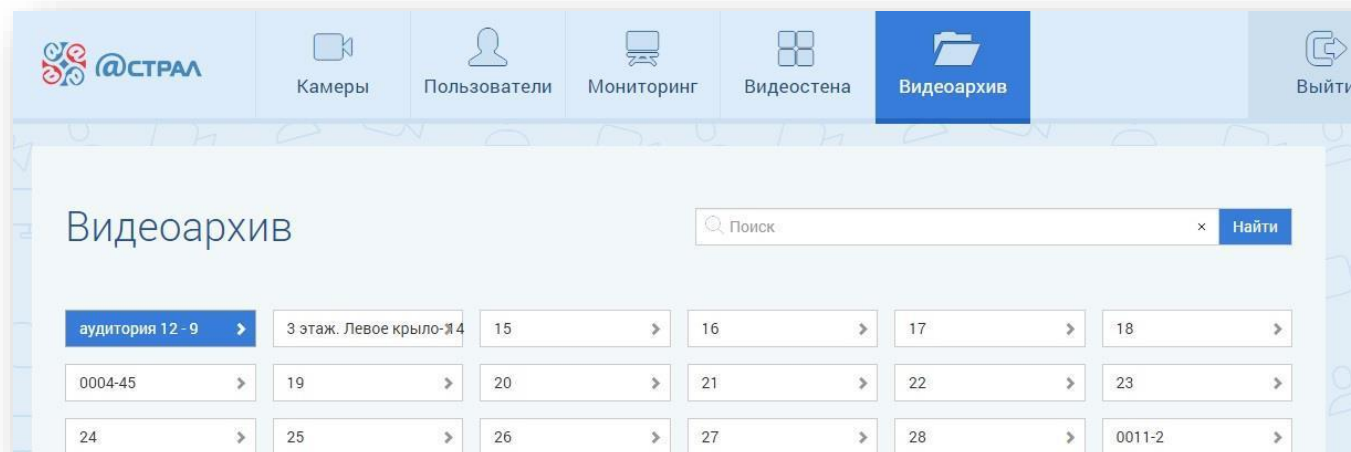 @СТРАЛ
Камеры
Пользователи
Мониторинг
Видеостена
Видеоархив
Выйти
Видеоархив
Поиск
× Найти
аудитория 12 - 9
3 этаж. Левое крыло-14
15
16
17
18
0004-45
19
20
21
22
23
24
25
26
27
28
0011-2